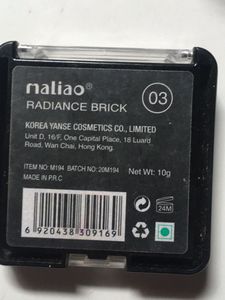 maliao®
RADIANCE BRICK
03
KOREA YANSE COSMETICS CO., LIMITED
Unit D, 16/F, One Capital Place, 18 Luard
Road, Wan Chai, Hong Kong.
ITEM NO: M194 BATCH NO: 20M194
MADE IN P.R.C
Net Wt: 10g
24M
6 920438 309169